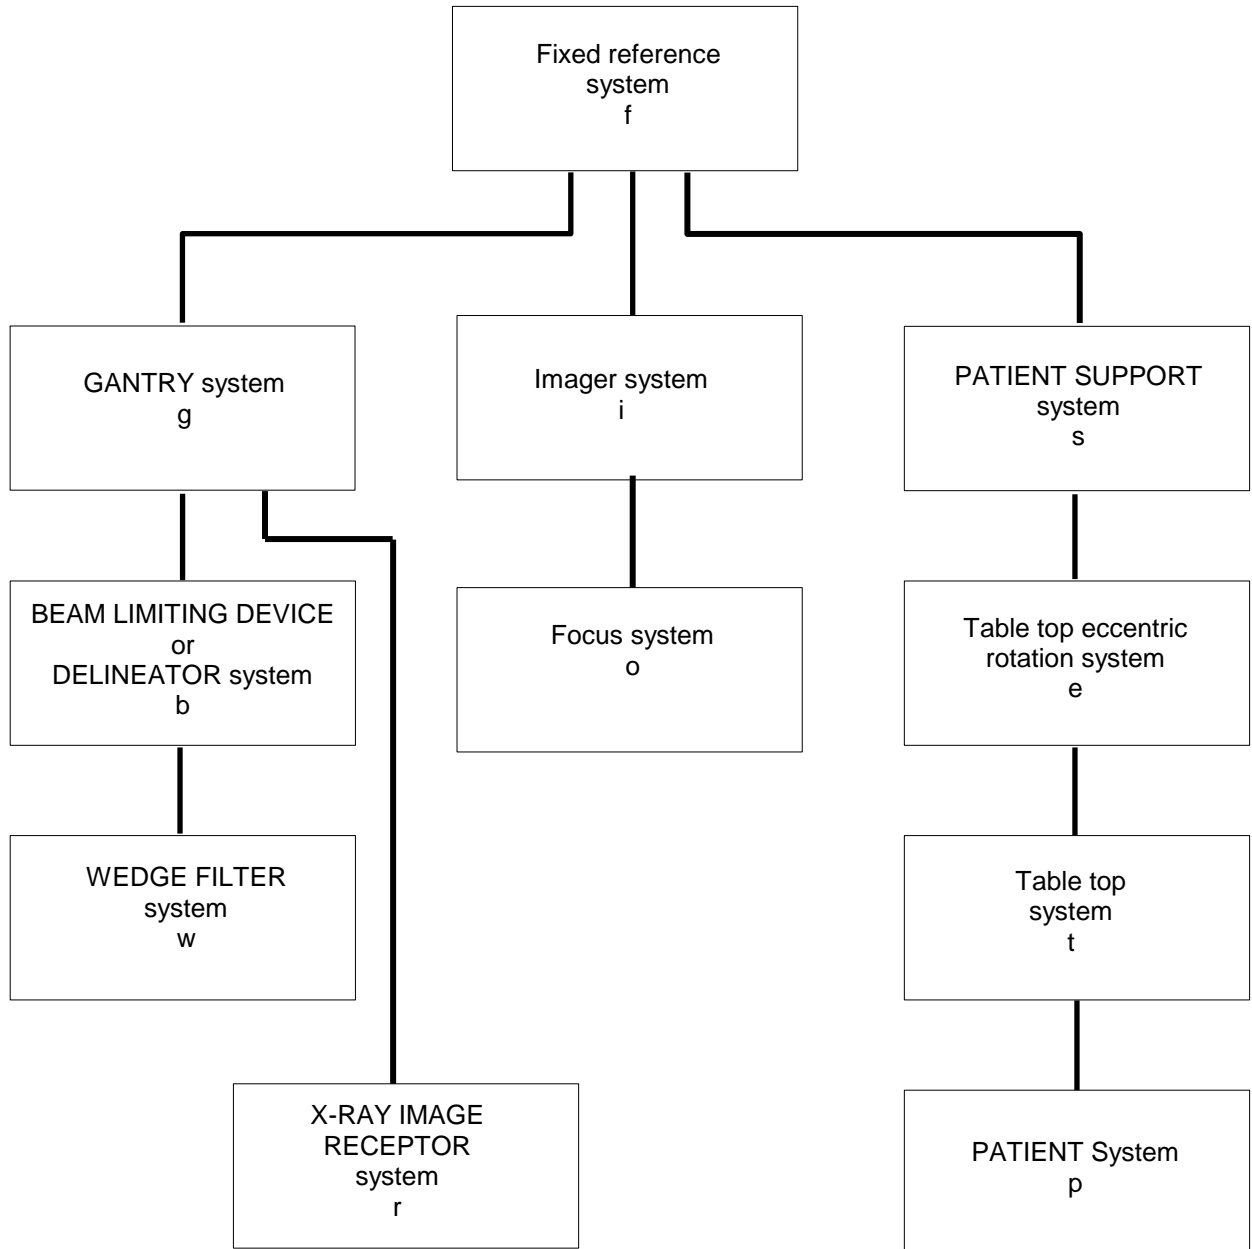 Fixed reference
system
f
GANTRY system
g
Imager system
i
PATIENT SUPPORT
system
s
BEAM LIMITING DEVICE
or
DELINEATOR system
b
Focus system
o
Table top eccentric
rotation system
e
WEDGE FILTER
system
w
Table top
system
t
X-RAY IMAGE
RECEPTOR
system
r
PATIENT System
p